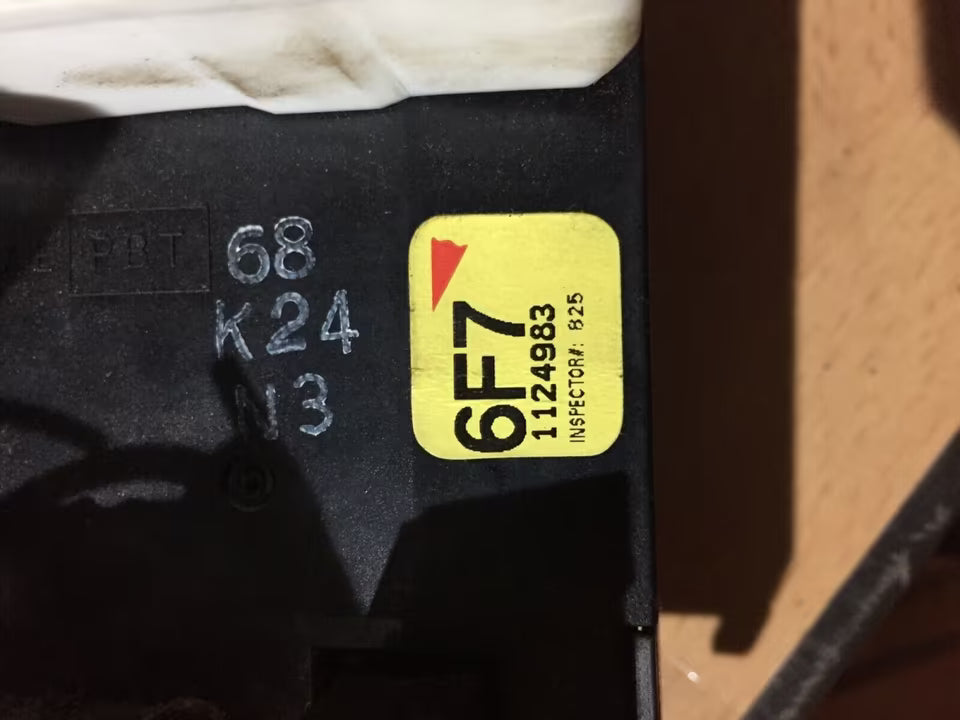 PBT
68
K24
N3
6F7
1124983
INSPECTOR#: 825